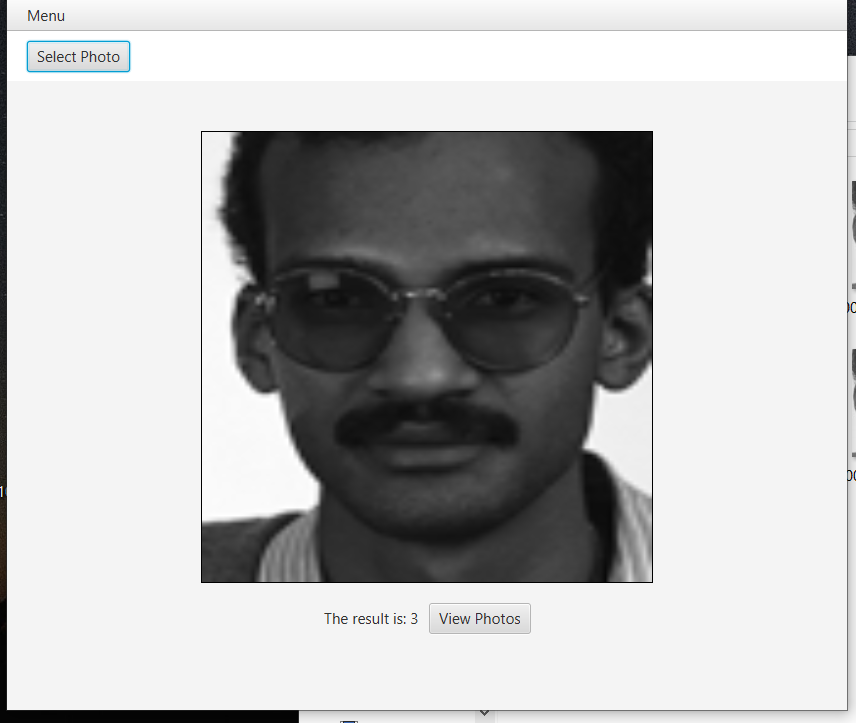 Menu
Select Photo
The result is: 3
View Photos